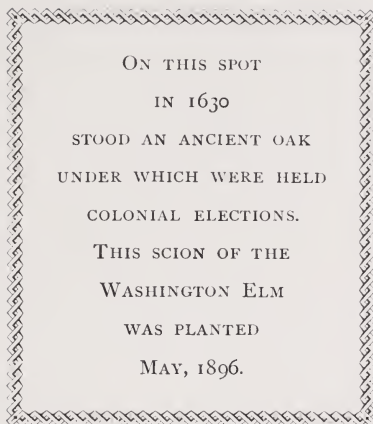 On this spot
in 1630
stood an ancient oak
under which were held
colonial elections.
This scion of the
Washington Elm
was planted
May, 1896.